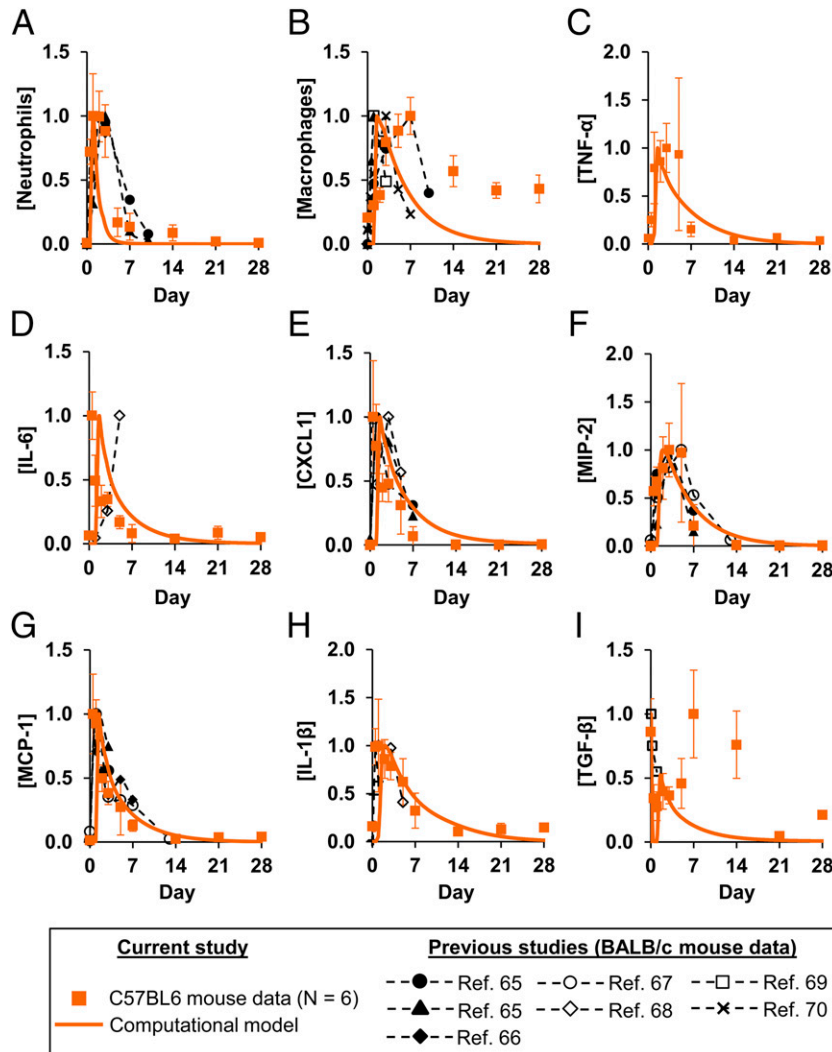 A
B
C
[Neutrophils]
1.5
1.0
0.5
0.0
0 7 14 21 28
Day
[Macrophages]
1.5
1.0
0.5
0.0
0 7 14 21 28
Day
[TNF-α]
2.0
1.5
1.0
0.5
0.0
0 7 14 21 28
Day
D
E
F
[IL-6]
1.5
1.0
0.5
0.0
0 7 14 21 28
Day
[CXCL1]
1.5
1.0
0.5
0.0
0 7 14 21 28
Day
[MIP-2]
2.0
1.5
1.0
0.5
0.0
0 7 14 21 28
Day
G
H
I
[MCP-1]
1.5
1.0
0.5
0.0
0 7 14 21 28
Day
[IL-1β]
2.0
1.5
1.0
0.5
0.0
0 7 14 21 28
Day
[TGF-β]
1.5
1.0
0.5
0.0
0 7 14 21 28
Day
Current study
C57BL6 mouse data (N = 6)
Computational model
Previous studies (BALB/c mouse data)
Ref. 65 Ref. 67 Ref. 69
Ref. 65 Ref. 68 Ref. 70
Ref. 66